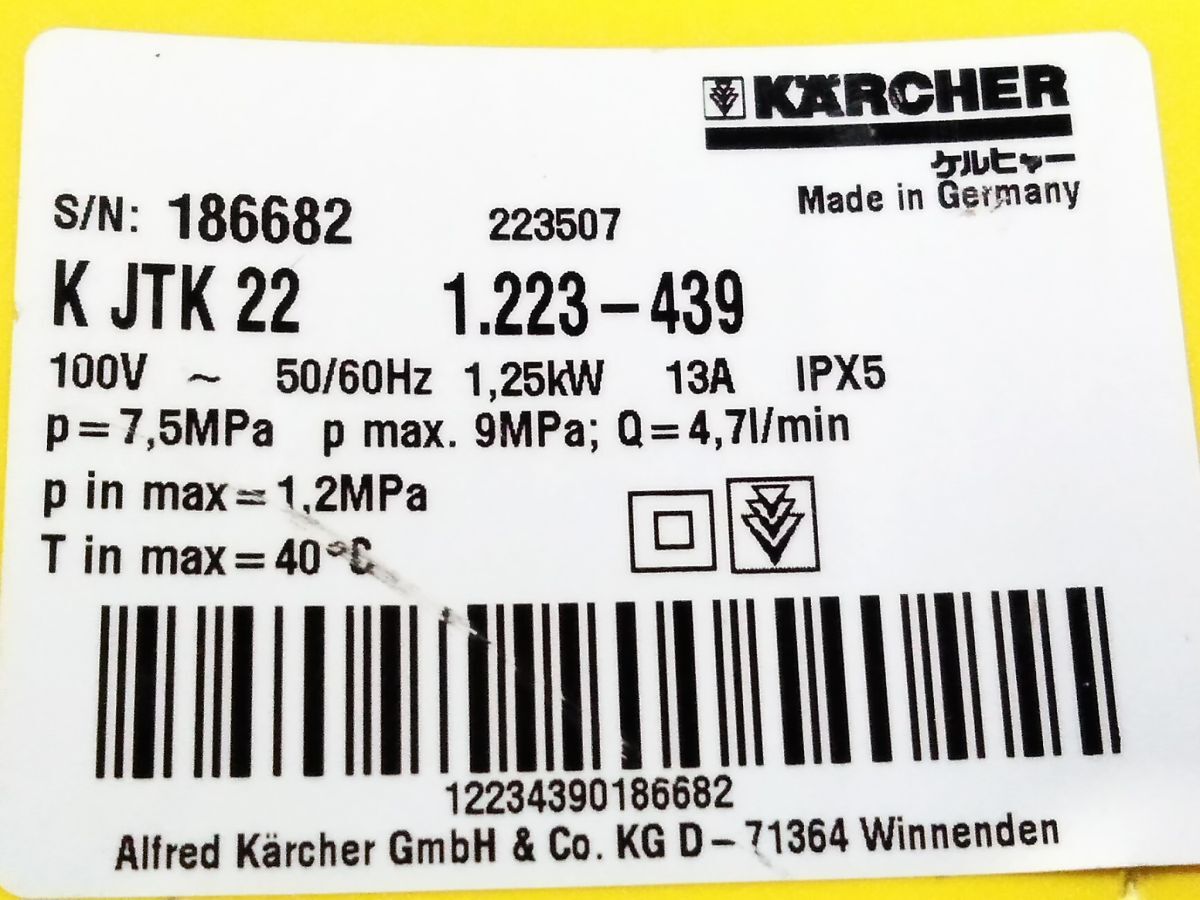 KÄRCHER
ケルヒャー
Made in Germany
S/N: 186682 223507
K JTK 22 1.223-439
100V ~ 50/60Hz 1,25kW 13A IPX5
p=7,5MPa p max. 9MPa; Q=4,7l/min
p in max=1,2MPa
T in max=40°C
12234390186682
Alfred Kärcher GmbH & Co. KG D-71364 Winnenden